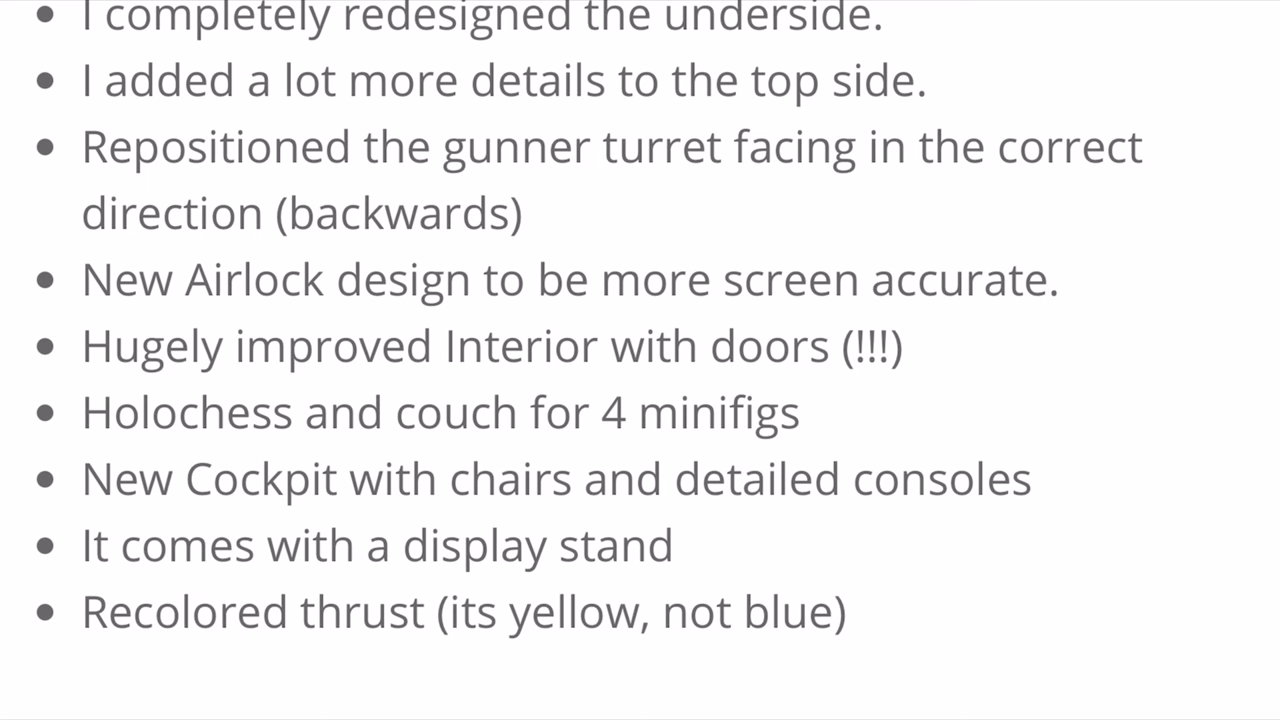 • I completely redesigned the underside.
• I added a lot more details to the top side.
• Repositioned the gunner turret facing in the correct
direction (backwards)
• New Airlock design to be more screen accurate.
• Hugely improved Interior with doors (!!!)
• Holochess and couch for 4 minifigs
• New Cockpit with chairs and detailed consoles
• It comes with a display stand
• Recolored thrust (its yellow, not blue)